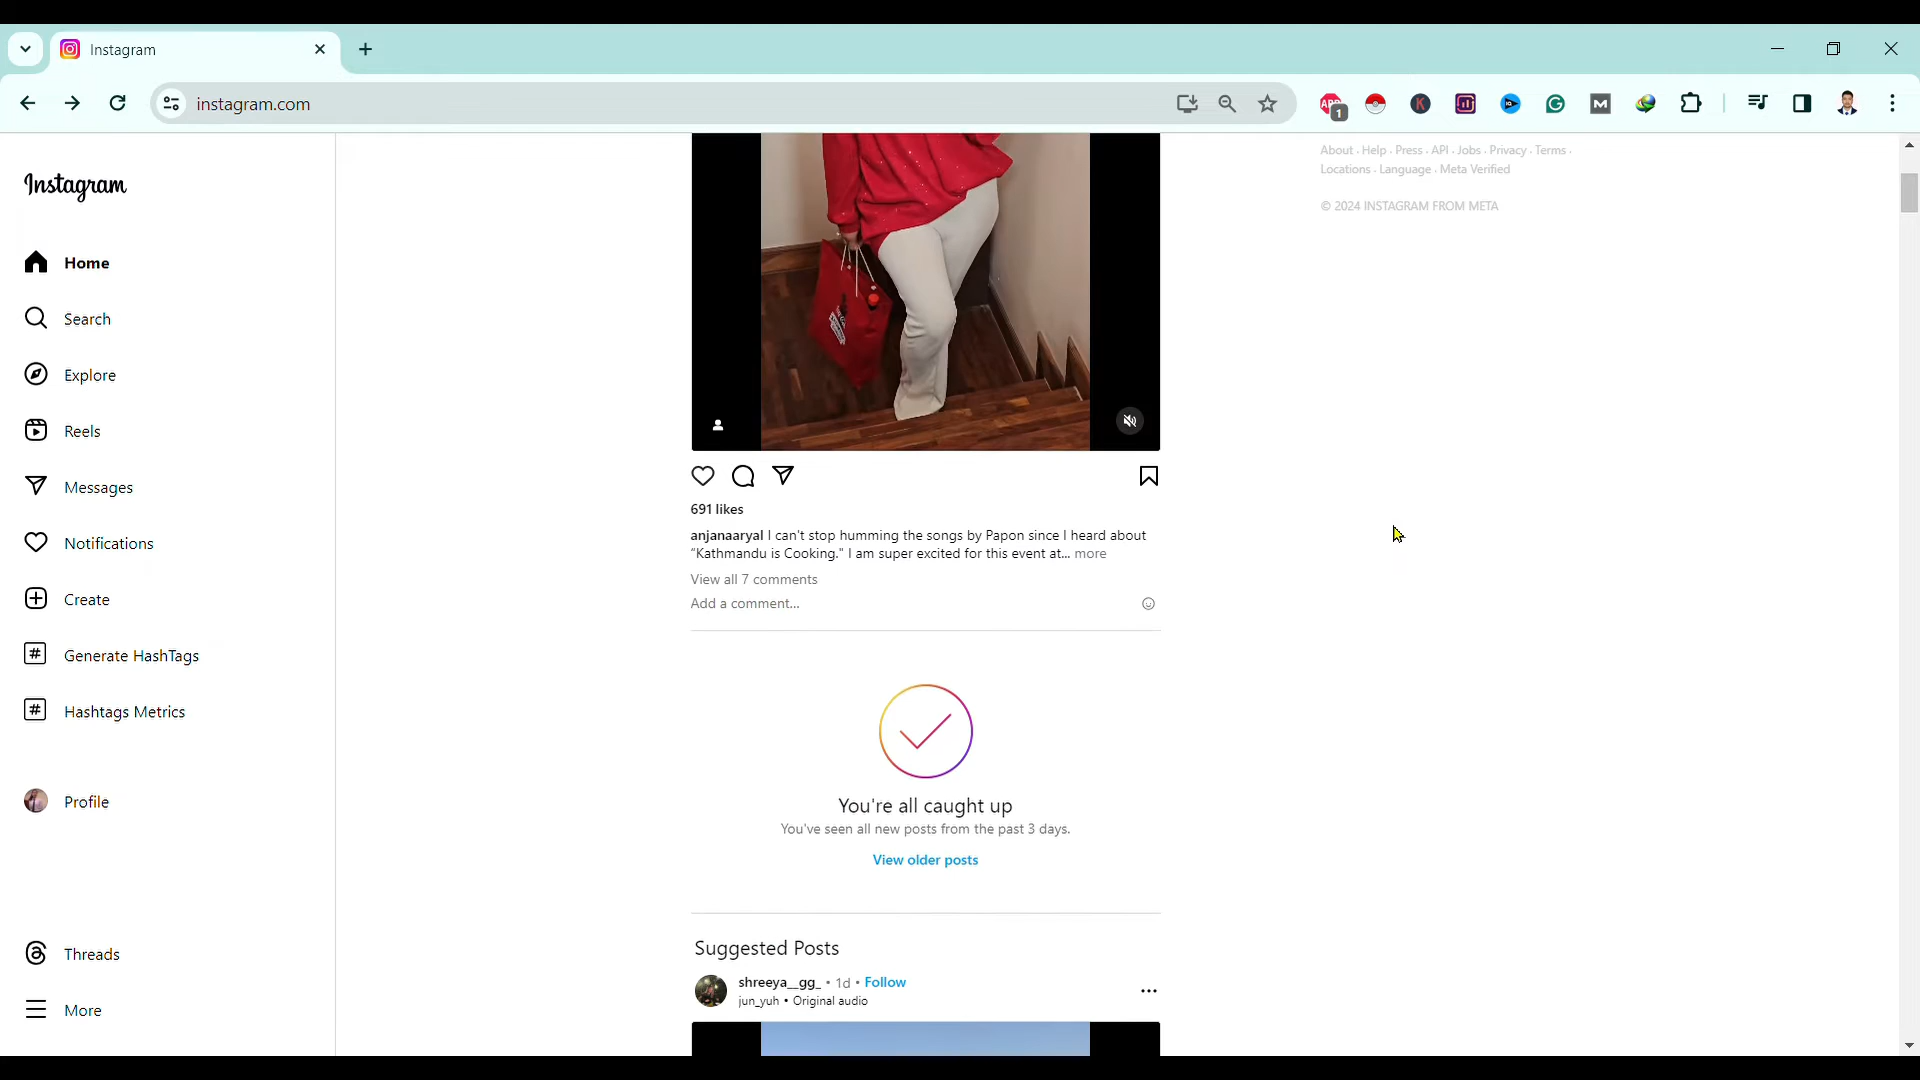 Instagram
instagram.com
1
Instagram
Home
Search
Explore
Reels
Messages
Notifications
Create
Generate HashTags
Hashtags Metrics
Profile
Threads
More
691 likes
anjanaaryal I can't stop humming the songs by Papon since I heard about
“Kathmandu is Cooking." I am super excited for this event at... more
View all 7 comments
Add a comment...
You're all caught up
You've seen all new posts from the past 3 days.
View older posts
Suggested Posts
shreeya__gg_ • 1d • Follow
jun_yuh • Original audio
About · Help · Press · API · Jobs · Privacy · Terms ·
Locations · Language · Meta Verified
© 2024 INSTAGRAM FROM META